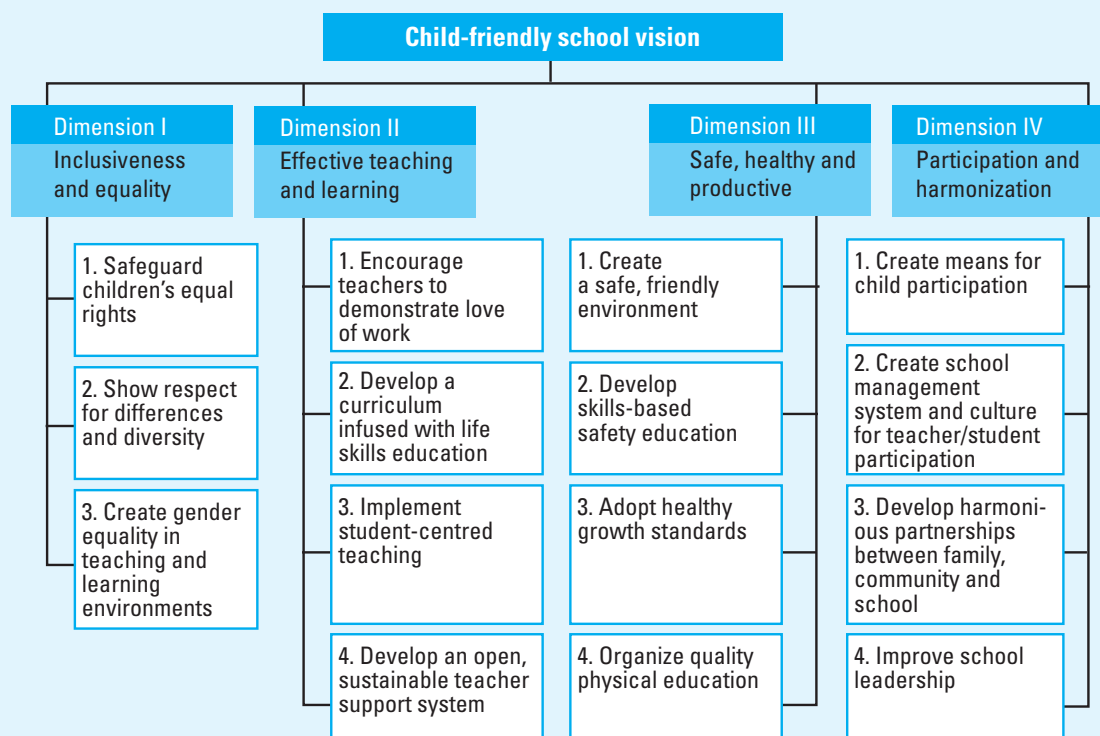 Child-friendly school vision
Dimension I
Inclusiveness
and equality
1. Safeguard
children's equal
rights
2. Show respect
for differences
and diversity
3. Create gender
equality in
teaching and
learning
environments
Dimension II
Effective teaching
and learning
1. Encourage
teachers to
demonstrate love
of work
2. Develop a
curriculum
infused with life
skills education
3. Implement
student-centred
teaching
4. Develop an open,
sustainable teacher
support system
Dimension III
Safe, healthy and
productive
1. Create
a safe, friendly
environment
2. Develop
skills-based
safety education
3. Adopt healthy
growth standards
4. Organize quality
physical education
Dimension IV
Participation and
harmonization
1. Create means for
child participation
2. Create school
management
system and culture
for teacher/student
participation
3. Develop harmoni-
ous partnerships
between family,
community and
school
4. Improve school
leadership